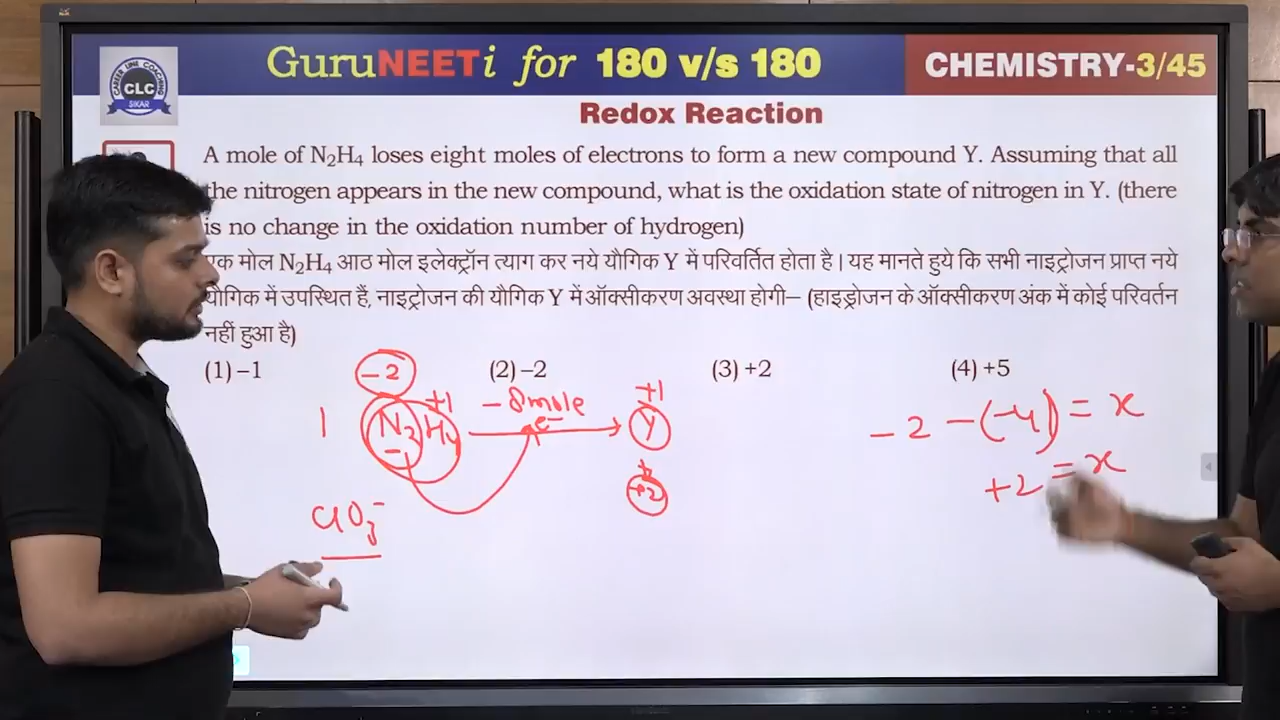 GuruNEETi for 180 v/s 180
CHEMISTRY-3/45
CAREER LINE COACHING
CLC
SIKAR
Redox Reaction
A mole of N₂H₄ loses eight moles of electrons to form a new compound Y. Assuming that all
the nitrogen appears in the new compound, what is the oxidation state of nitrogen in Y. (there
is no change in the oxidation number of hydrogen)
एक मोल N₂H₄ आठ मोल इलेक्ट्रॉन त्याग कर नये यौगिक Y में परिवर्तित होता है। यह मानते हुये कि सभी नाइट्रोजन प्राप्त नये
यौगिक में उपस्थित हैं, नाइट्रोजन की यौगिक Y में ऑक्सीकरण अवस्था होगी– (हाइड्रोजन के ऑक्सीकरण अंक में कोई परिवर्तन
नहीं हुआ है)
(1) –1 (2) –2 (3) +2 (4) +5
-2
+1 - 8mole +1
1 N₂H₄ e⁻ Y
+2
-2 -(-4) = x
+2 = x
ClO₃⁻